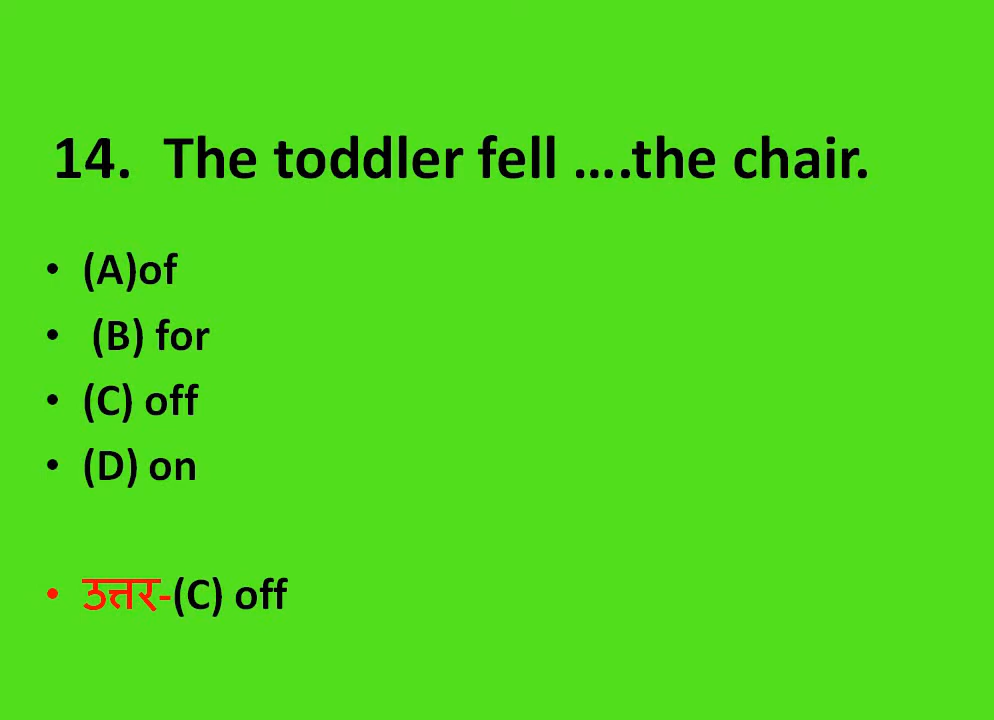 14. The toddler fell ….the chair.
• (A)of
• (B) for
• (C) off
• (D) on
• उत्तर-(C) off